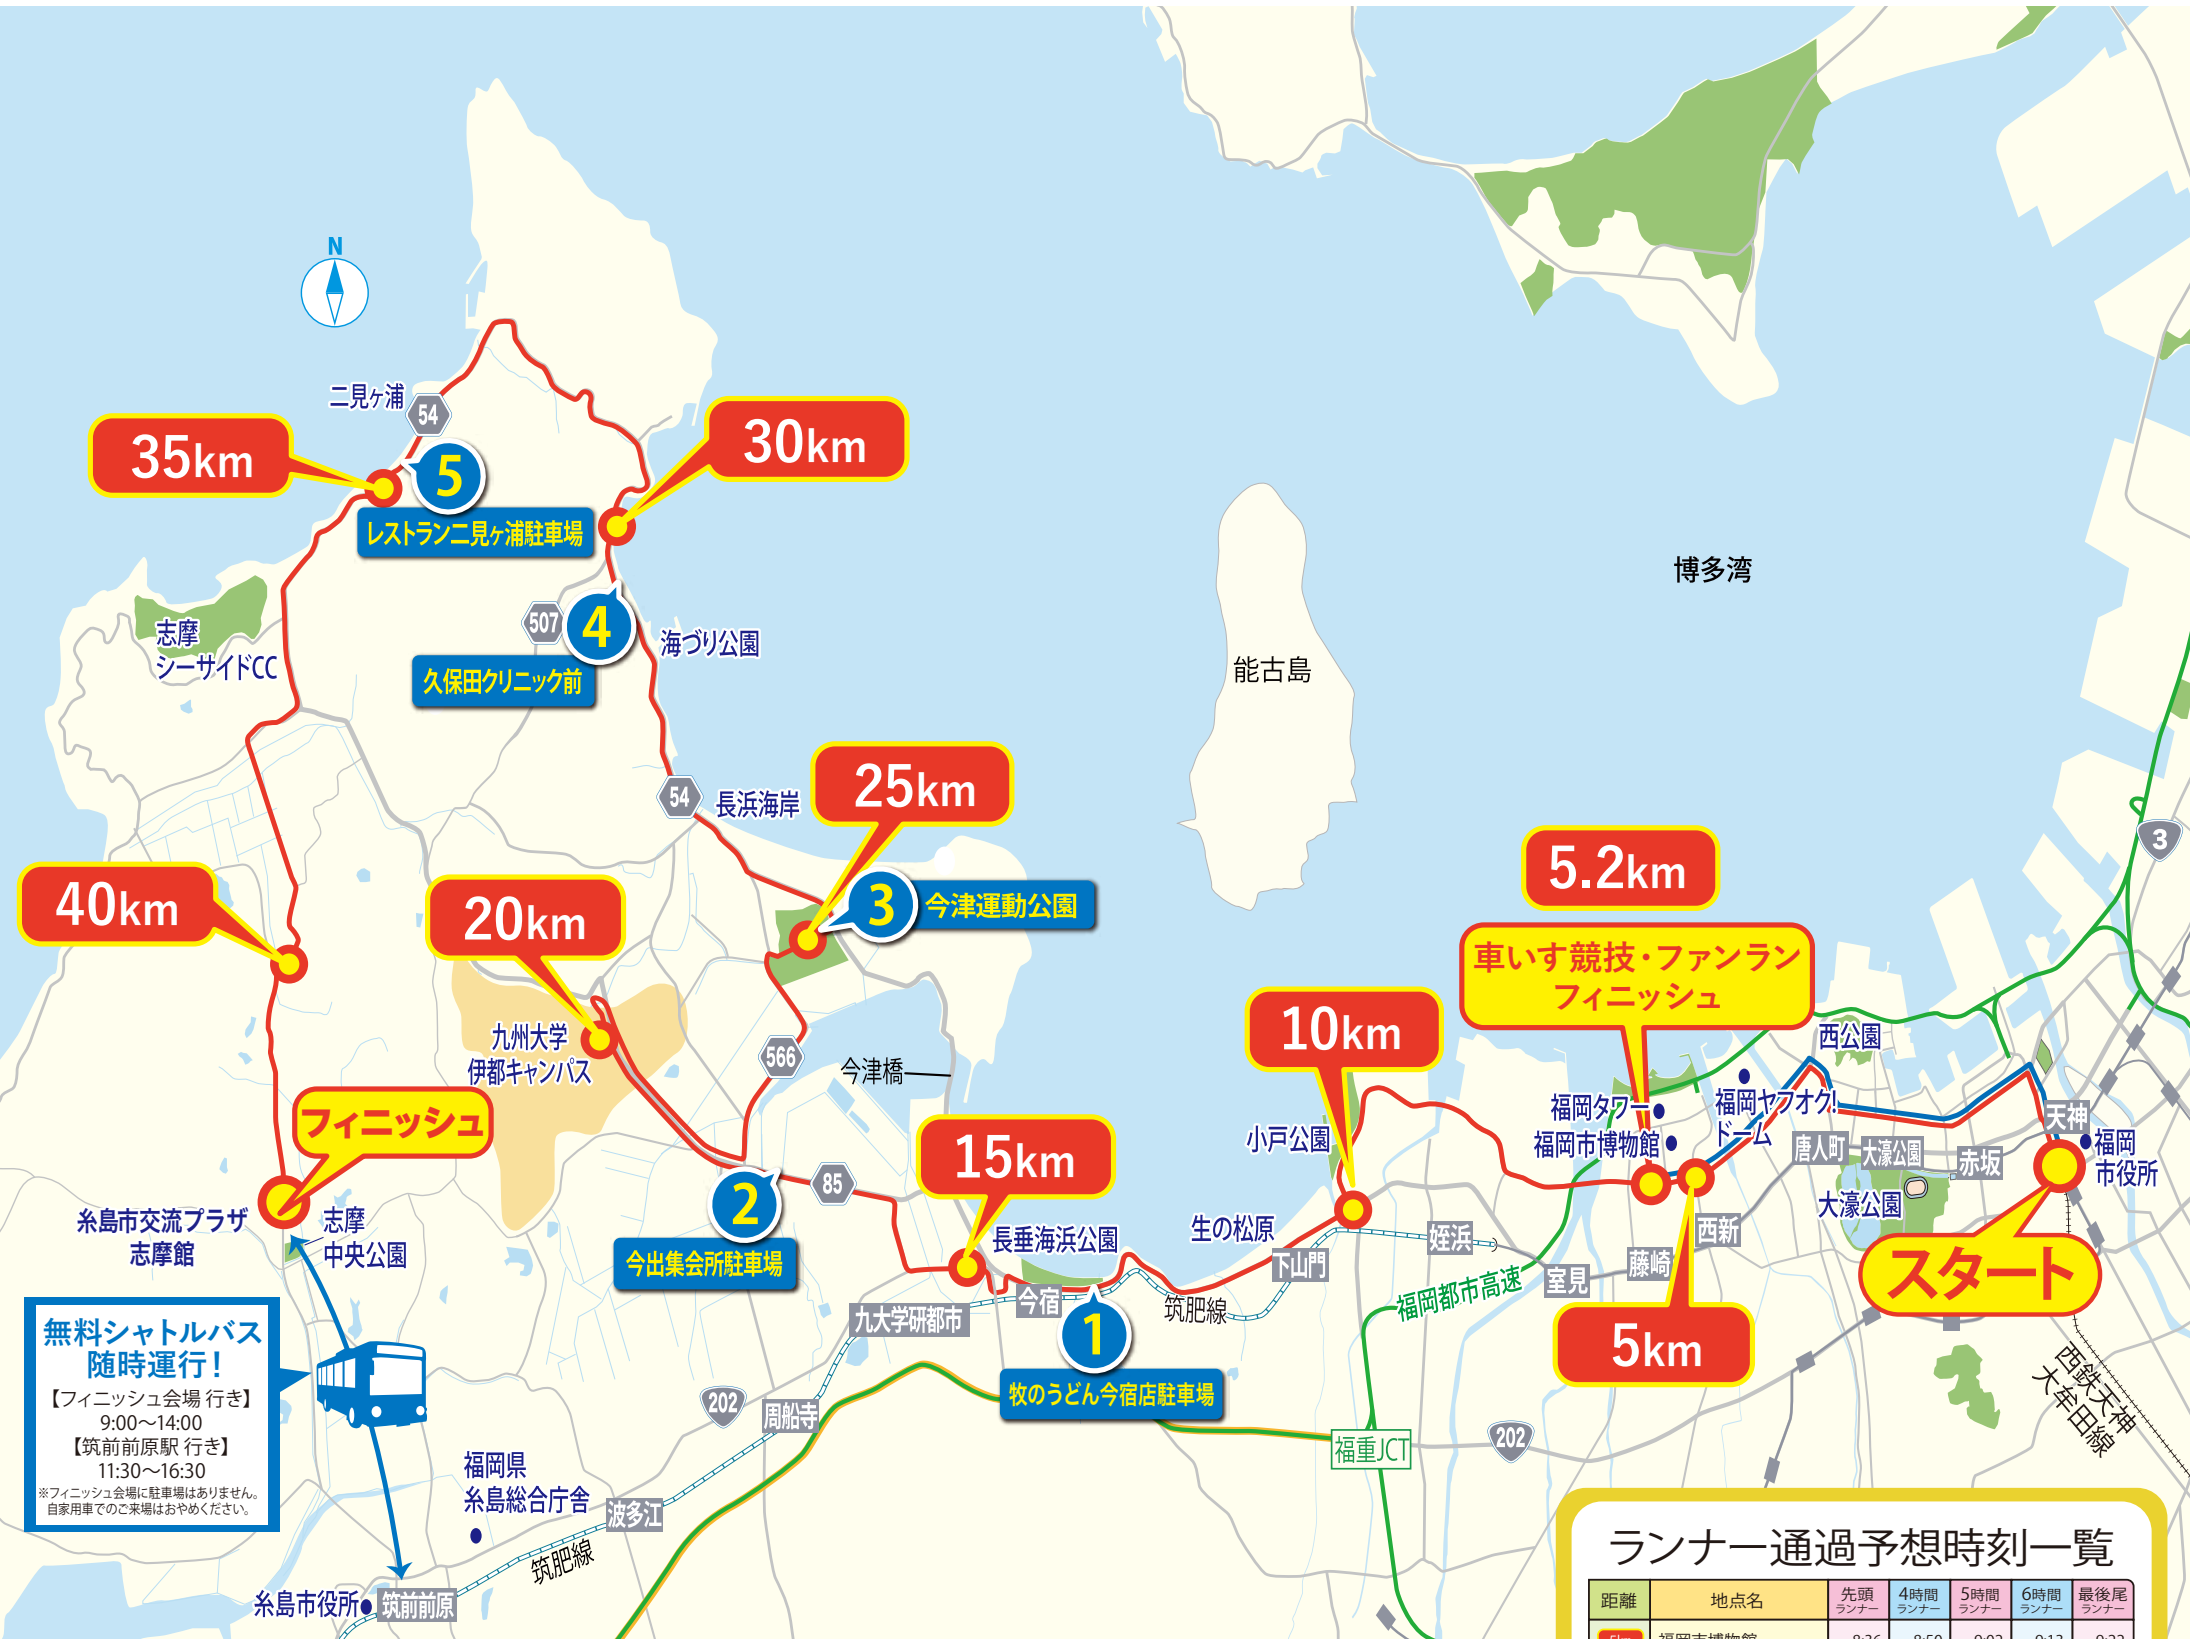 N
二見ヶ浦
54
35km
30km
5
レストラン二見ヶ浦駐車場
博多湾
507
4
海づり公園
久保田クリニック前
志摩
シーサイドCC
能古島
25km
54
長浜海岸
5.2km
3
40km
20km
3
今津運動公園
車いす競技・ファンラン
フィニッシュ
九州大学
伊都キャンパス
566
今津橋
10km
西公園
福岡タワー
福岡ヤフオク!
ドーム
福岡市博物館
小戸公園
天神
福岡
市役所
唐人町
大濠公園
赤坂
大濠公園
フィニッシュ
15km
2
85
今出集会所駐車場
糸島市交流プラザ
志摩館
志摩
中央公園
長垂海浜公園
生の松原
下山門
姪浜
室見
藤崎
西新
スタート
福岡都市高速
5km
九大学研都市
今宿
筑肥線
1
牧のうどん今宿店駐車場
無料シャトルバス
随時運行!
【フィニッシュ会場 行き】
9:00〜14:00
【筑前前原駅 行き】
11:30〜16:30
※フィニッシュ会場に駐車場はありません。
自家用車でのご来場はおやめください。
202
周船寺
福重JCT
202
西鉄天神
大牟田線
福岡県
糸島総合庁舎
波多江
筑肥線
糸島市役所
筑前前原
ランナー通過予想時刻一覧
距離 地点名 先頭ランナー 4時間ランナー 5時間ランナー 6時間ランナー 最後尾ランナー